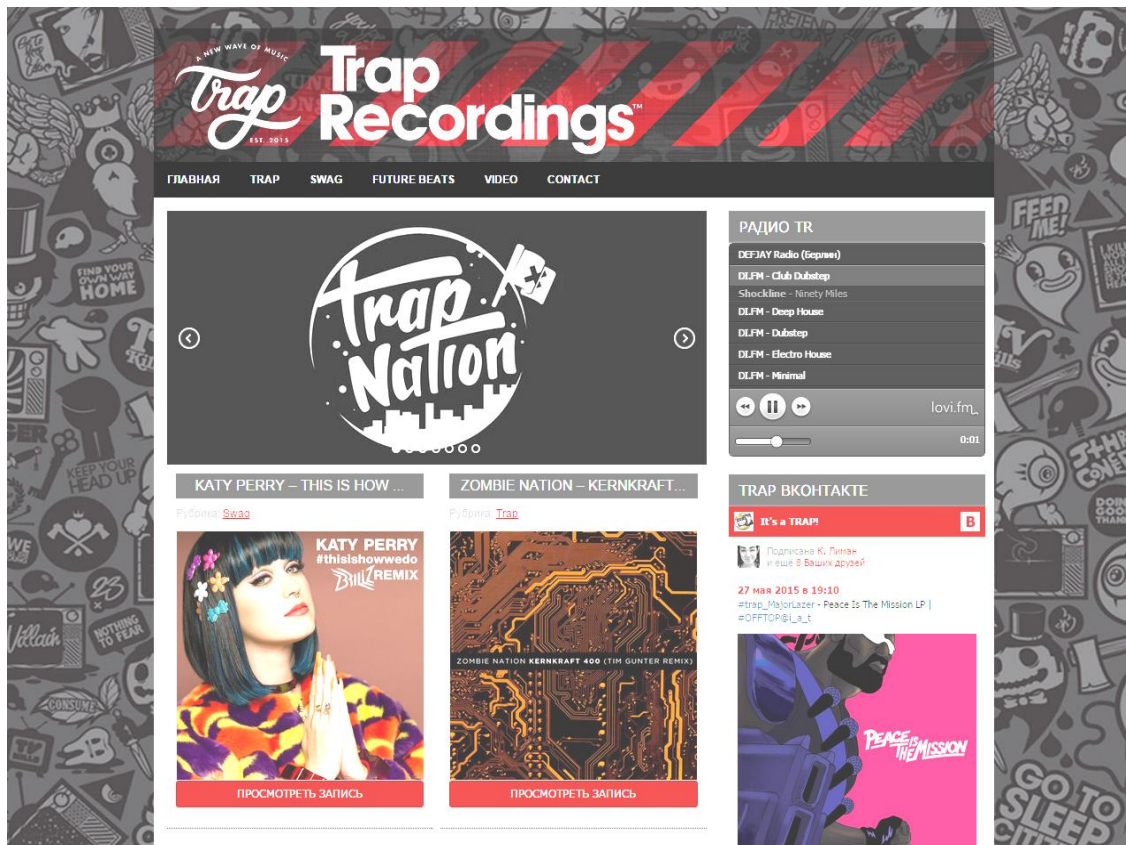 A NEW WAVE OF MUSIC
Trap
EST. 2015
Trap
Recordings™
ГЛАВНАЯ TRAP SWAG FUTURE BEATS VIDEO CONTACT
Trap
Nation
KATY PERRY – THIS IS HOW ...
Рубрика: Swag
KATY PERRY
#thisishowwedo
BRILLZ REMIX
ПРОСМОТРЕТЬ ЗАПИСЬ
ZOMBIE NATION – KERNKRAFT...
Рубрика: Trap
ZOMBIE NATION KERNKRAFT 400 (TIM GUNTER REMIX)
ПРОСМОТРЕТЬ ЗАПИСЬ
РАДИО TR
DEFJAY Radio (Берлин)
DI.FM - Club Dubstep
Shockline - Ninety Miles
DI.FM - Deep House
DI.FM - Dubstep
DI.FM - Electro House
DI.FM - Minimal
lovi.fm
0:01
TRAP ВКОНТАКТЕ
It's a TRAP!
B
Подписана К. Лиман
и ещё 8 Ваших друзей
27 мая 2015 в 19:10
#trap_MajorLazer - Peace Is The Mission LP |
#OFFTOP@i_a_t
PEACE IS
THE MISSION
FIND YOUR
OWN WAY
HOME
KEEP YOUR
HEAD UP
23
Villain
NOTHING
TO FEAR
CONSUME
PRETEND
FEED
ME!
GO TO
SLEEP